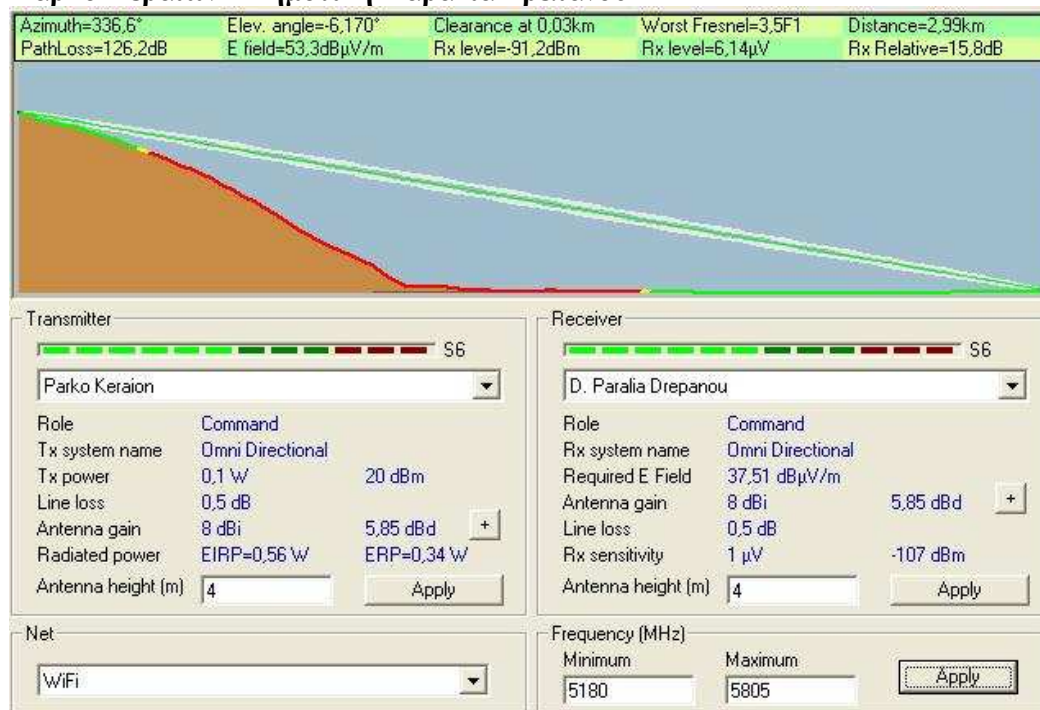 Azimuth=336,6° Elev. angle=-6,170° Clearance at 0,03km Worst Fresnel=3,5F1 Distance=2,99km
PathLoss=126,2dB E field=53,3dBµV/m Rx level=-91,2dBm Rx level=6,14µV Rx Relative=15,8dB
Transmitter
S6
Parko Keraion
Role Command
Tx system name Omni Directional
Tx power 0,1 W 20 dBm
Line loss 0,5 dB
Antenna gain 8 dBi 5,85 dBd +
Radiated power EIRP=0,56 W ERP=0,34 W
Antenna height (m) 4 Apply
Receiver
S6
D. Paralia Drepanou
Role Command
Rx system name Omni Directional
Required E Field 37,51 dBµV/m
Antenna gain 8 dBi 5,85 dBd +
Line loss 0,5 dB
Rx sensitivity 1 µV -107 dBm
Antenna height (m) 4 Apply
Net
WiFi
Frequency (MHz)
Minimum Maximum
5180 5805 Apply